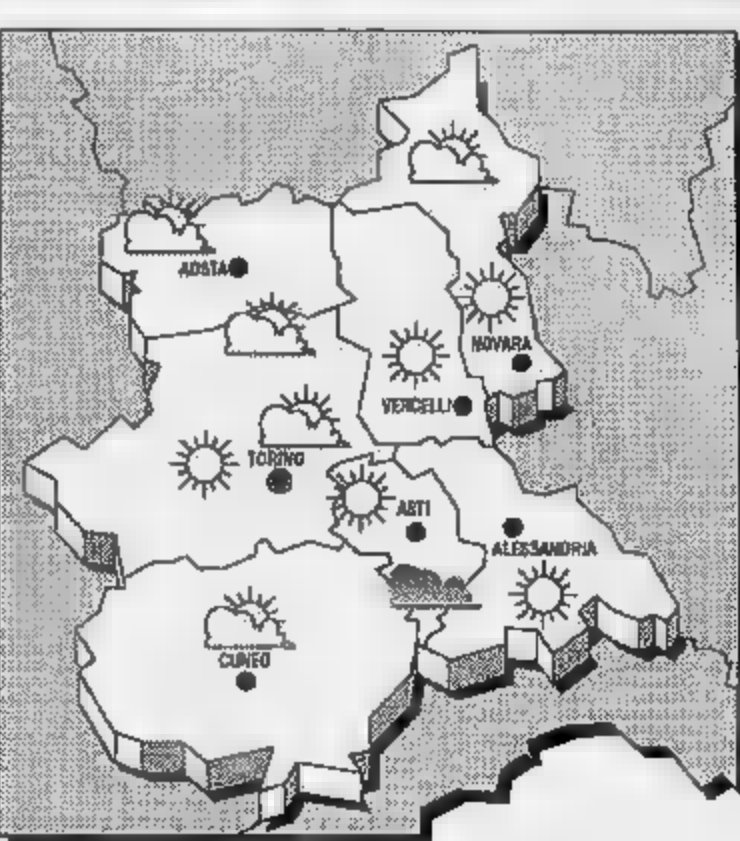 AOSTA
NOVARA
VERCELLI
TORINO
ASTI
ALESSANDRIA
CUNEO